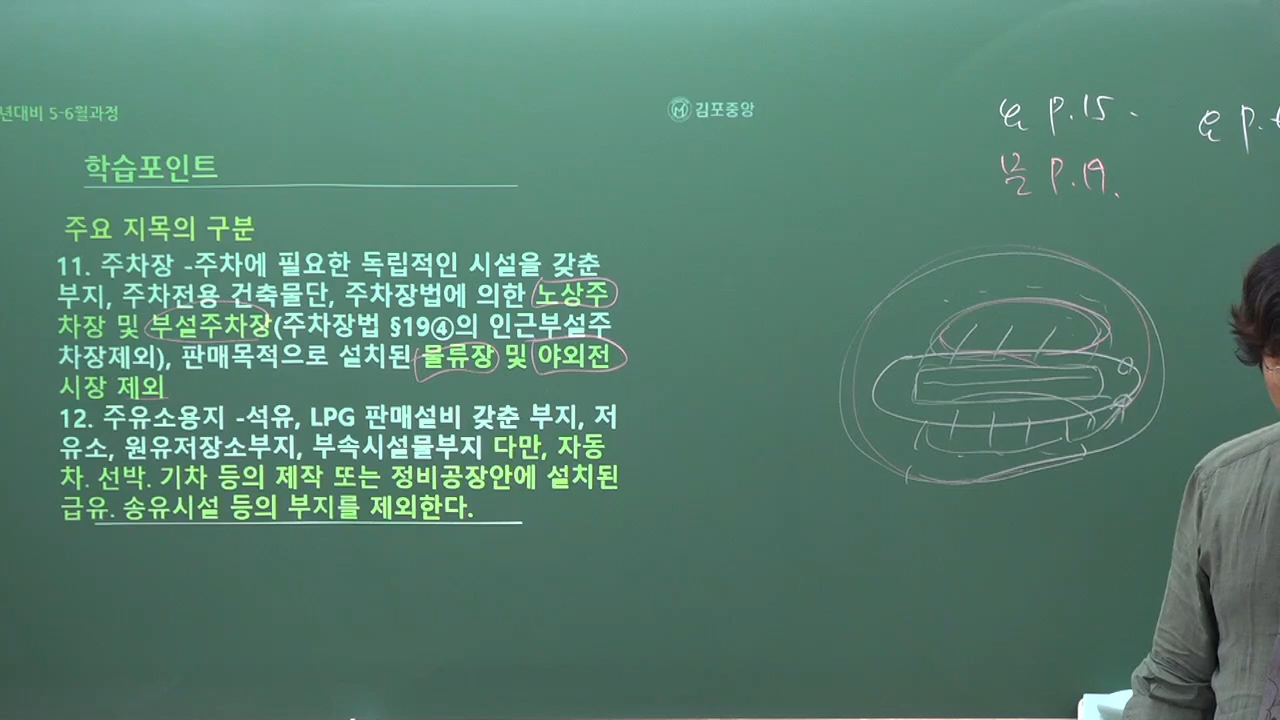 년대비 5-6월과정
김포중앙
요 p.15.
요 p.
문 p.19.
학습포인트
주요 지목의 구분
11. 주차장 -주차에 필요한 독립적인 시설을 갖춘
부지, 주차전용 건축물단, 주차장법에 의한 노상주
차장 및 부설주차장(주차장법 §19④의 인근부설주
차장제외), 판매목적으로 설치된 물류장 및 야외전
시장 제외
12. 주유소용지 -석유, LPG 판매설비 갖춘 부지, 저
유소, 원유저장소부지, 부속시설물부지 다만, 자동
차. 선박. 기차 등의 제작 또는 정비공장안에 설치된
급유. 송유시설 등의 부지를 제외한다.